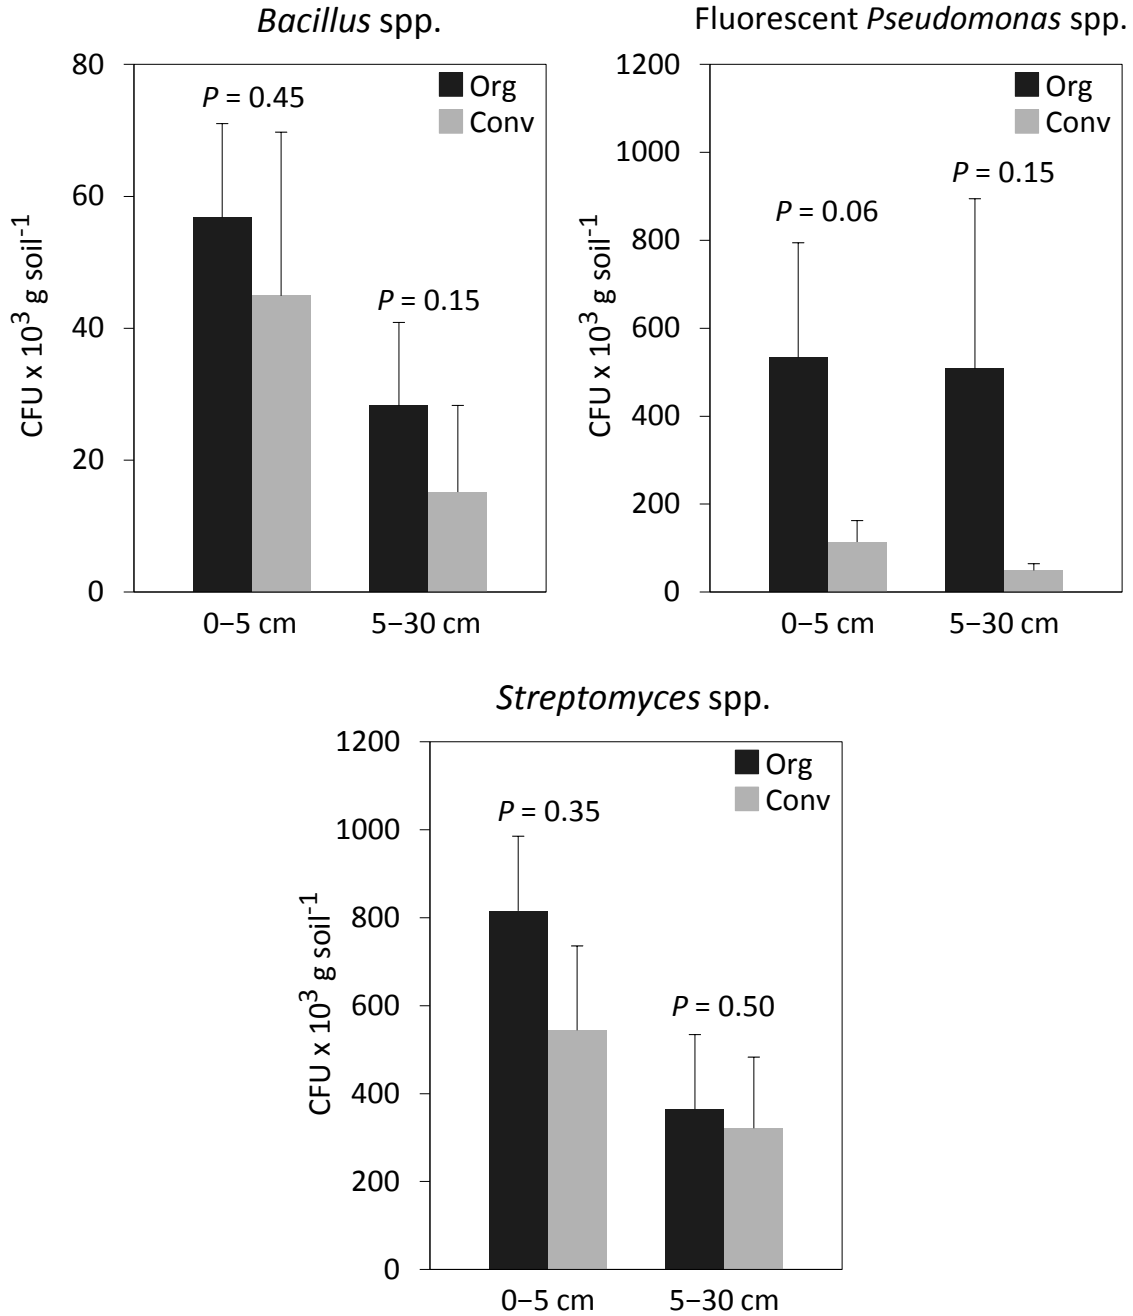 Bacillus spp.
80
60
40
20
0
CFU x 10³ g soil⁻¹
Org
Conv
P = 0.45
P = 0.15
0–5 cm
5–30 cm
Fluorescent Pseudomonas spp.
1200
1000
800
600
400
200
0
CFU x 10³ g soil⁻¹
Org
Conv
P = 0.06
P = 0.15
0–5 cm
5–30 cm
Streptomyces spp.
1200
1000
800
600
400
200
0
CFU x 10³ g soil⁻¹
Org
Conv
P = 0.35
P = 0.50
0–5 cm
5–30 cm